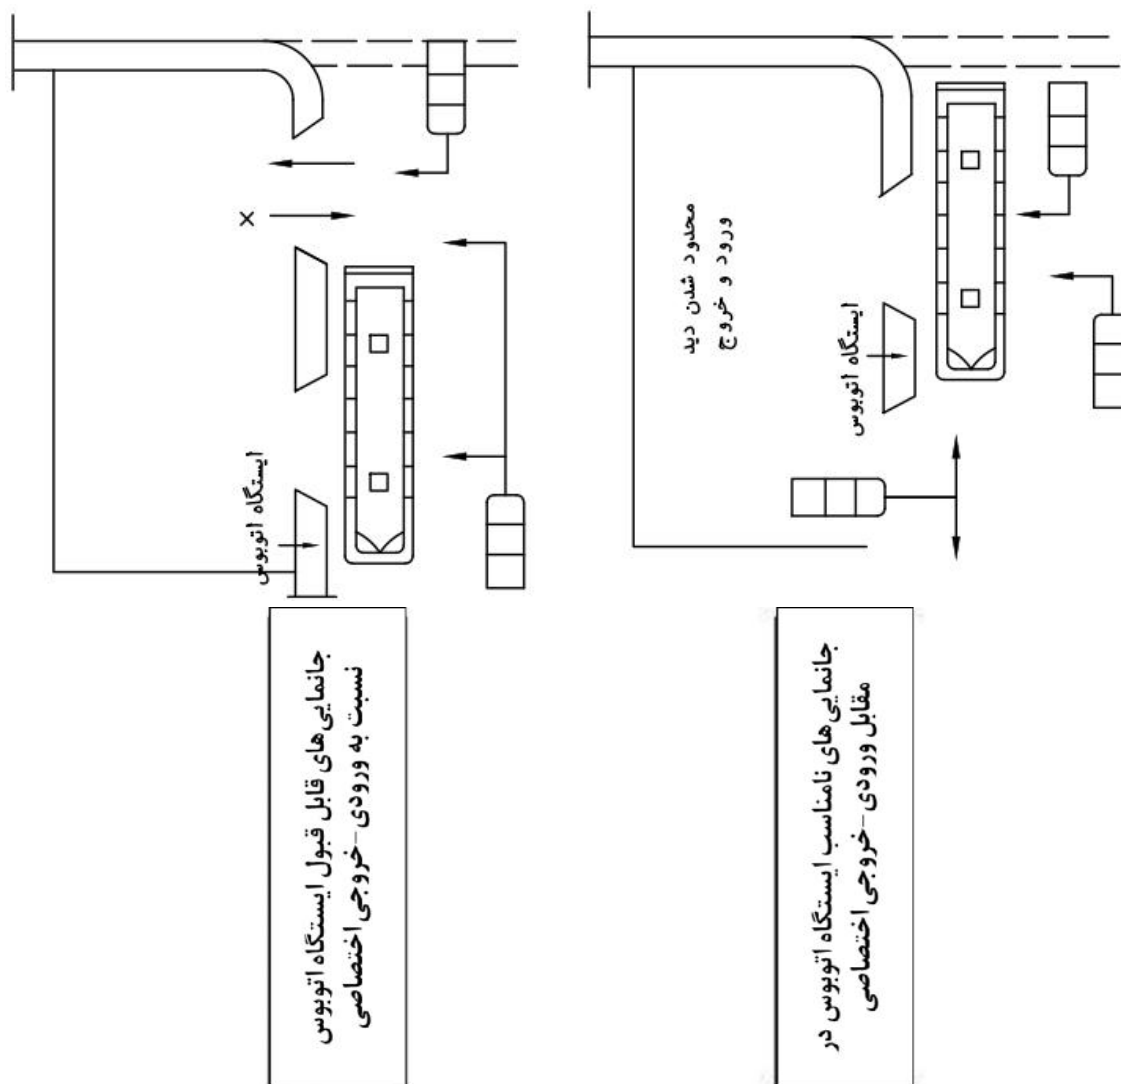 ×
ایستگاه اتوبوس
محدود شدن دید
ورود و خروج
ایستگاه اتوبوس
جانمایی‌های قابل قبول ایستگاه اتوبوس
نسبت به ورودی-خروجی اختصاصی
جانمایی‌های نامناسب ایستگاه اتوبوس در
مقابل ورودی-خروجی اختصاصی